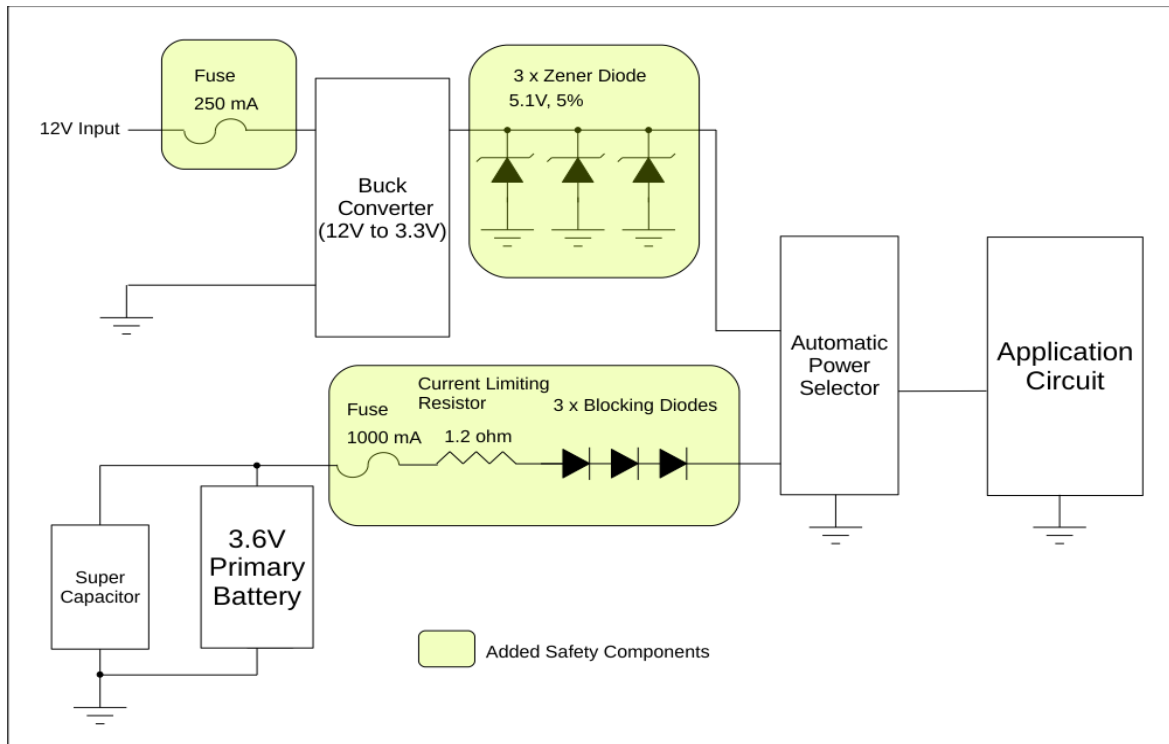 Fuse
250 mA
12V Input
3 x Zener Diode
5.1V, 5%
Buck
Converter
(12V to 3.3V)
Automatic
Power
Selector
Application
Circuit
Current Limiting
Resistor
Fuse
3 x Blocking Diodes
1000 mA
1.2 ohm
3.6V
Primary
Battery
Super
Capacitor
Added Safety Components